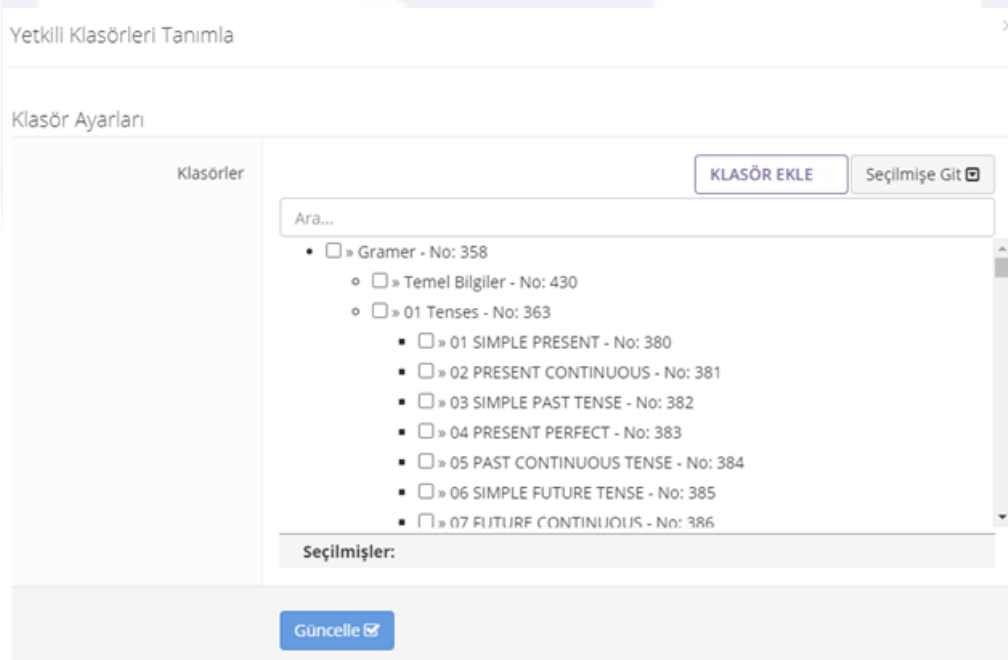 Yetkili Klasörleri Tanımla
Klasör Ayarları
Klasörler
KLASÖR EKLE
Seçilmişe Git
Ara...
» Gramer - No: 358
» Temel Bilgiler - No: 430
» 01 Tenses - No: 363
» 01 SIMPLE PRESENT - No: 380
» 02 PRESENT CONTINUOUS - No: 381
» 03 SIMPLE PAST TENSE - No: 382
» 04 PRESENT PERFECT - No: 383
» 05 PAST CONTINUOUS TENSE - No: 384
» 06 SIMPLE FUTURE TENSE - No: 385
» 07 FUTURE CONTINUOUS - No: 386
Seçilmişler:
Güncelle